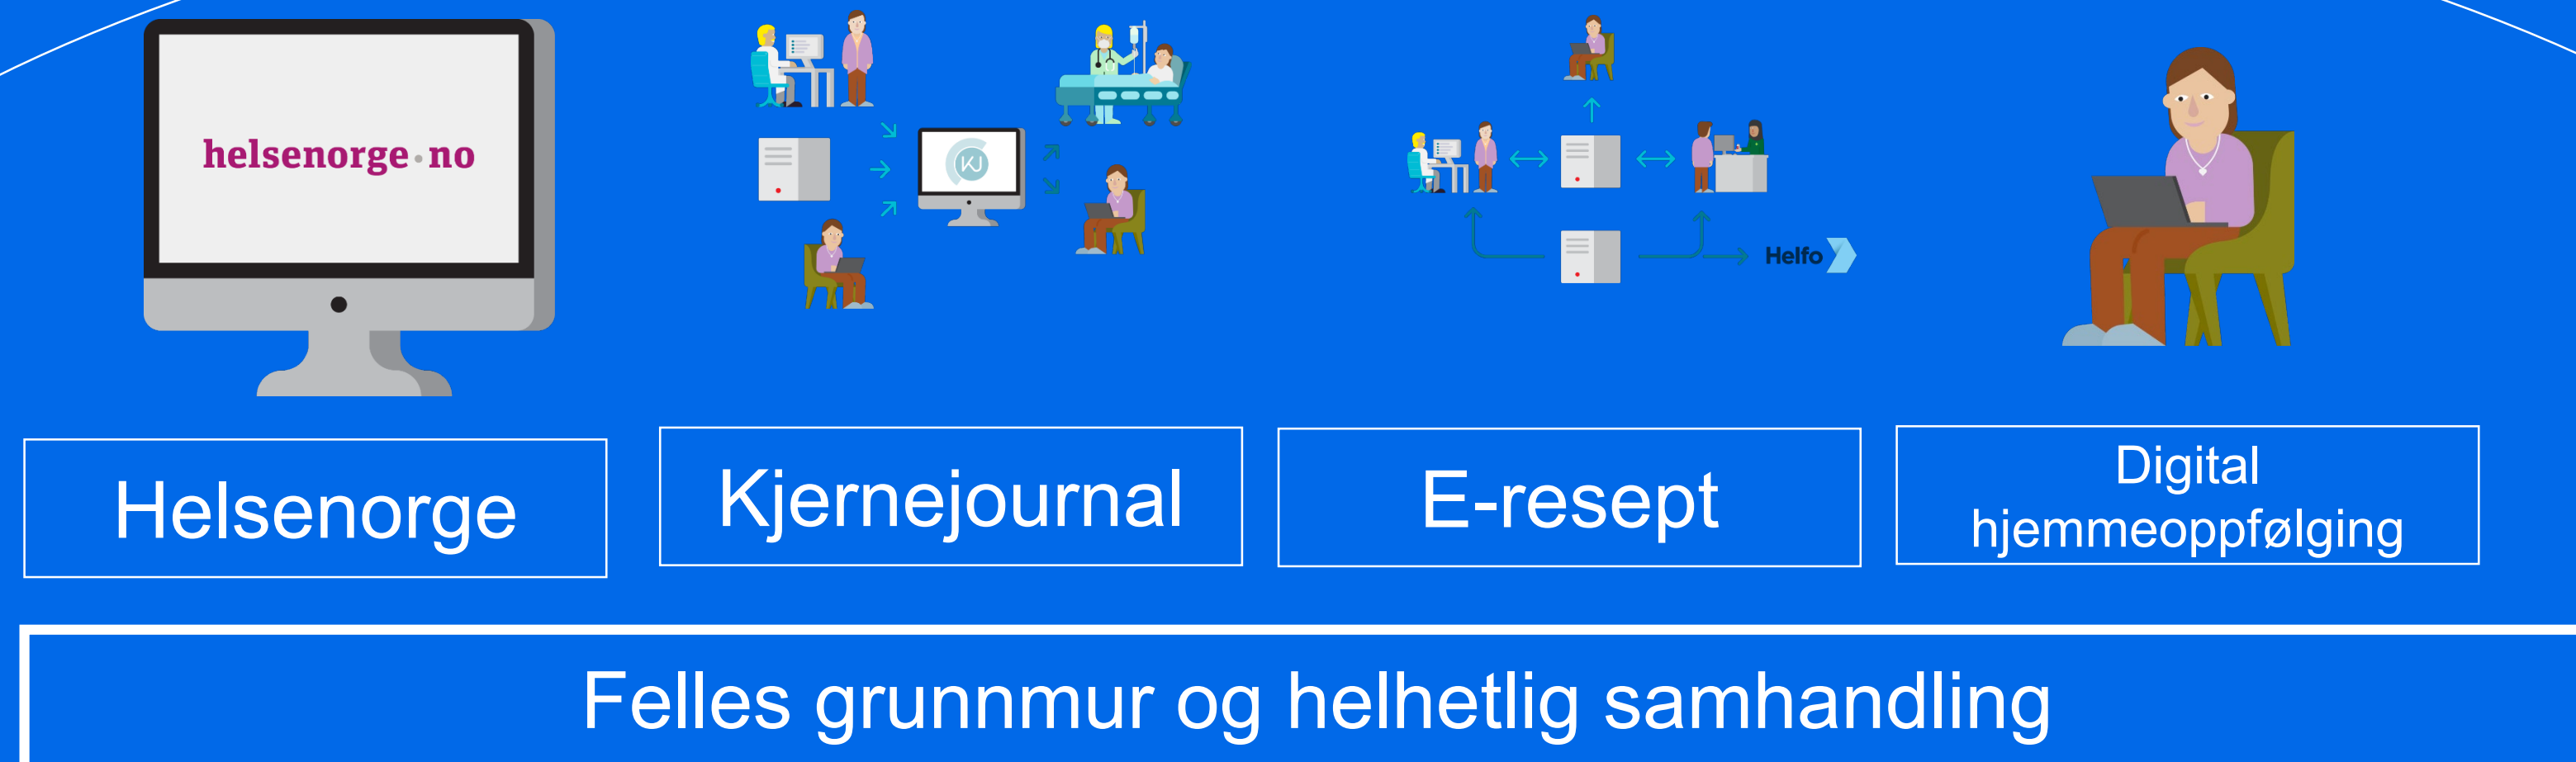 helsenorge·no
KJ
Helfo
Helsenorge
Kjernejournal
E-resept
Digital
hjemmeoppfølging
Felles grunnmur og helhetlig samhandling